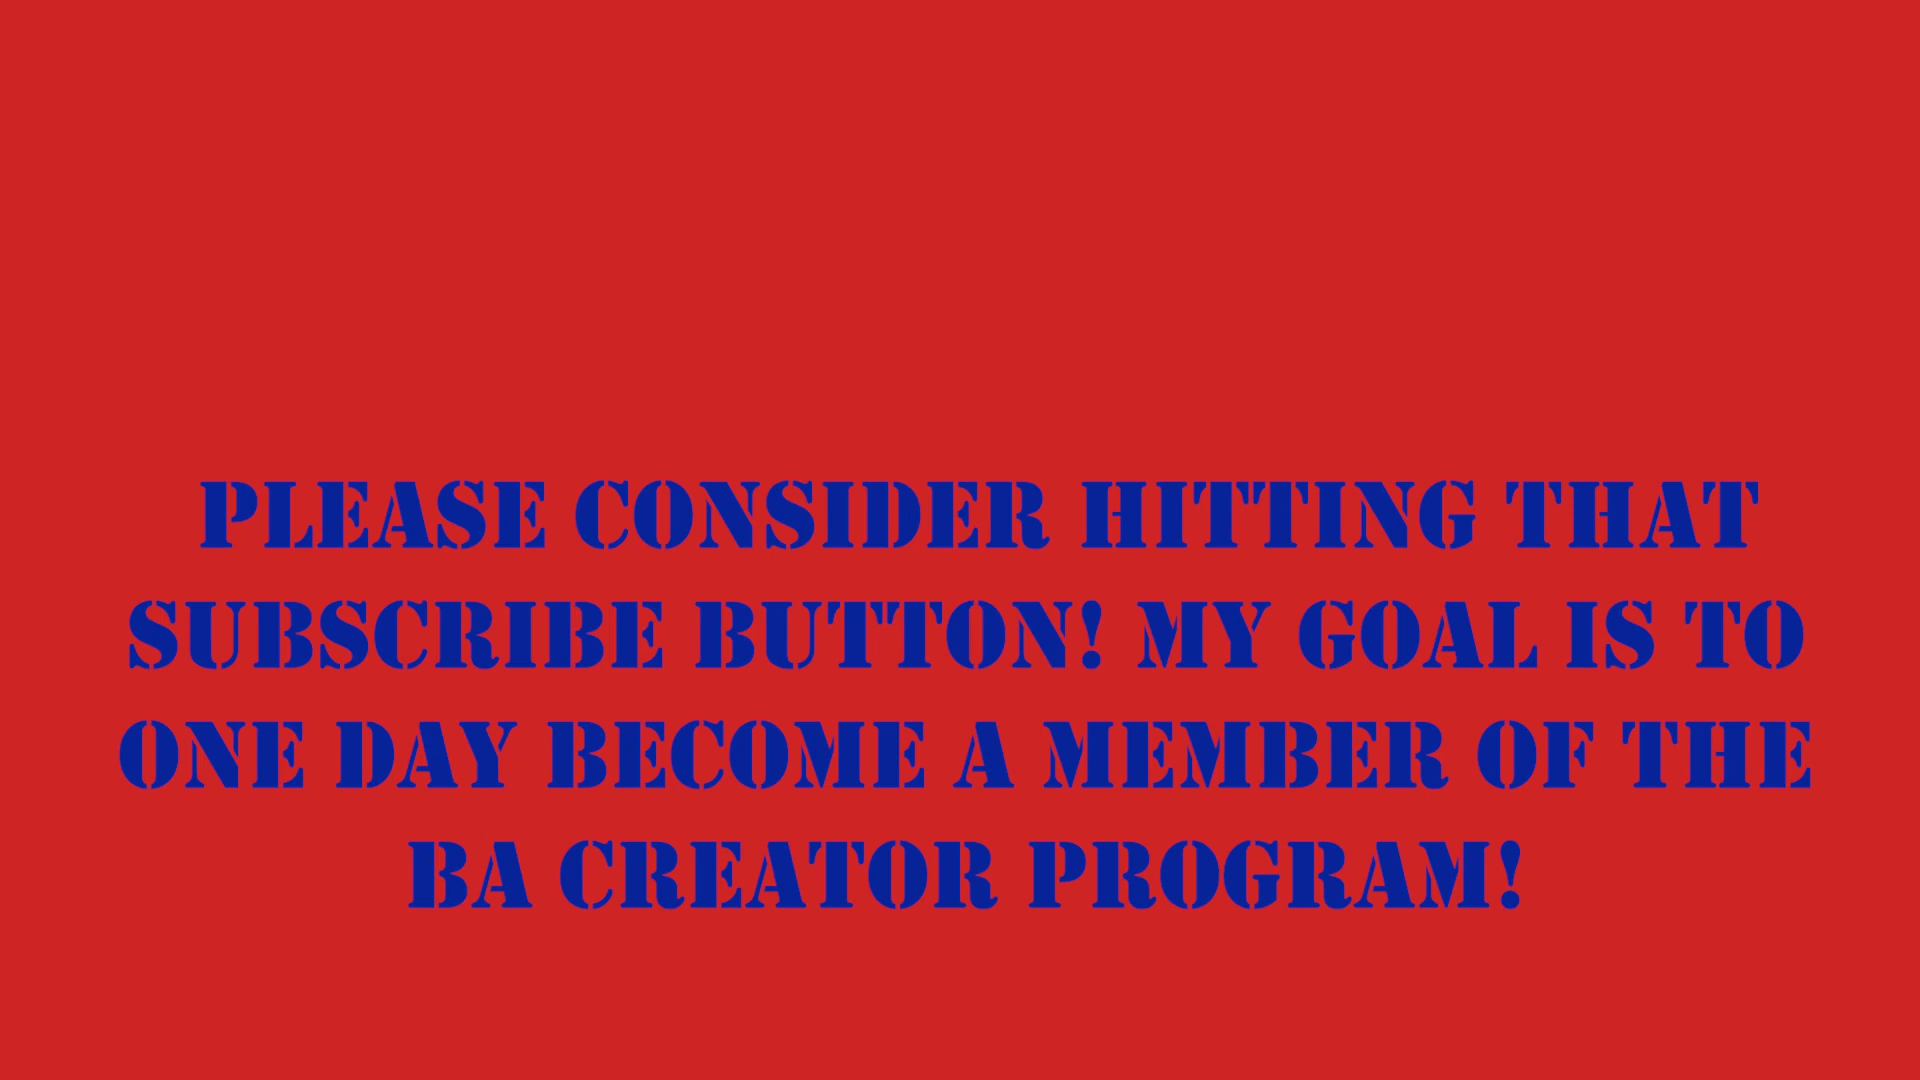 PLEASE CONSIDER HITTING THAT
SUBSCRIBE BUTTON! MY GOAL IS TO
ONE DAY BECOME A MEMBER OF THE
BA CREATOR PROGRAM!